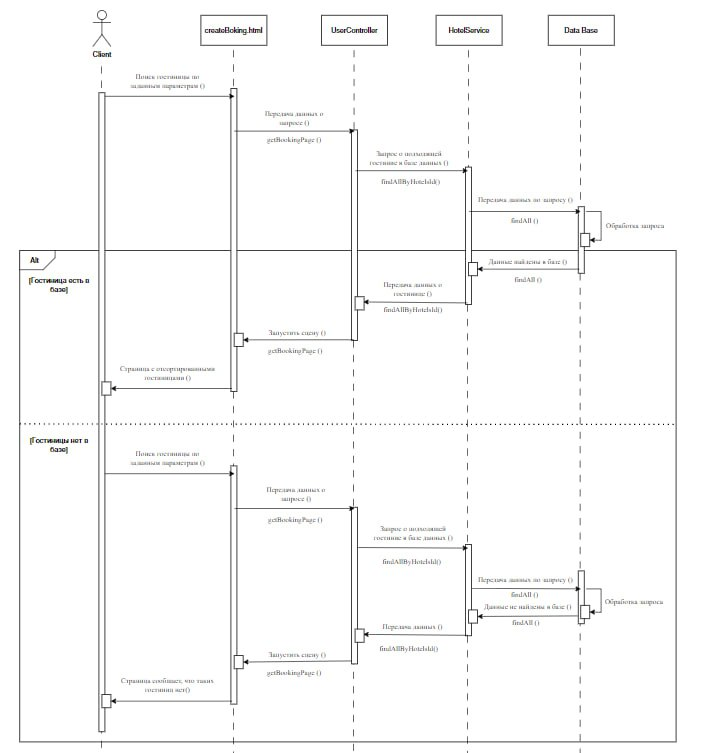 createBoking.html
UserController
HotelService
Data Base
Client
Поиск гостиницы по
заданным параметрам ()
Передача данных о
запросе ()
getBookingPage ()
Запрос о подходящей
гостинице в базе данных ()
findAllByHotelsId()
Передача данных по запросу ()
findAll ()
Обработка запроса
Alt
[Гостиница есть в
базе]
Данные найдены в базе ()
findAll ()
Передача данных о
гостинице ()
findAllByHotelsId()
Запустить сцену ()
getBookingPage ()
Страница с отсортированными
гостиницами ()
[Гостиницы нет в
базе]
Поиск гостиницы по
заданным параметрам ()
Передача данных о
запросе ()
getBookingPage ()
Запрос о подходящей
гостинице в базе данных ()
findAllByHotelsId()
Передача данных по запросу ()
findAll ()
Обработка запроса
Данные не найдены в базе ()
findAll ()
Передача данных ()
findAllByHotelsId()
Запустить сцену ()
getBookingPage ()
Страница сообщает, что таких
гостиниц нет()